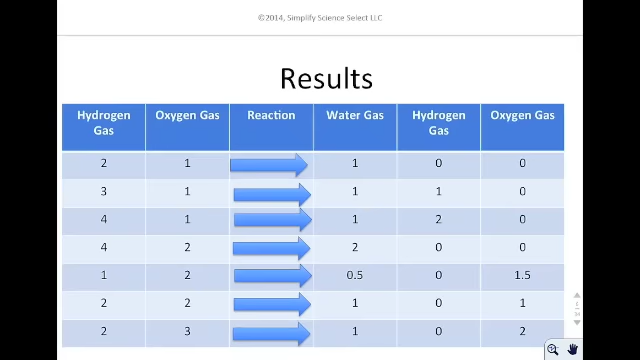 ©2014, Simplify Science Select LLC
Results
Hydrogen Gas Oxygen Gas Reaction Water Gas Hydrogen Gas Oxygen Gas
2 1 1 0 0
3 1 1 1 0
4 1 1 2 0
4 2 2 0 0
1 2 0.5 0 1.5
2 2 1 0 1
2 3 1 0 2